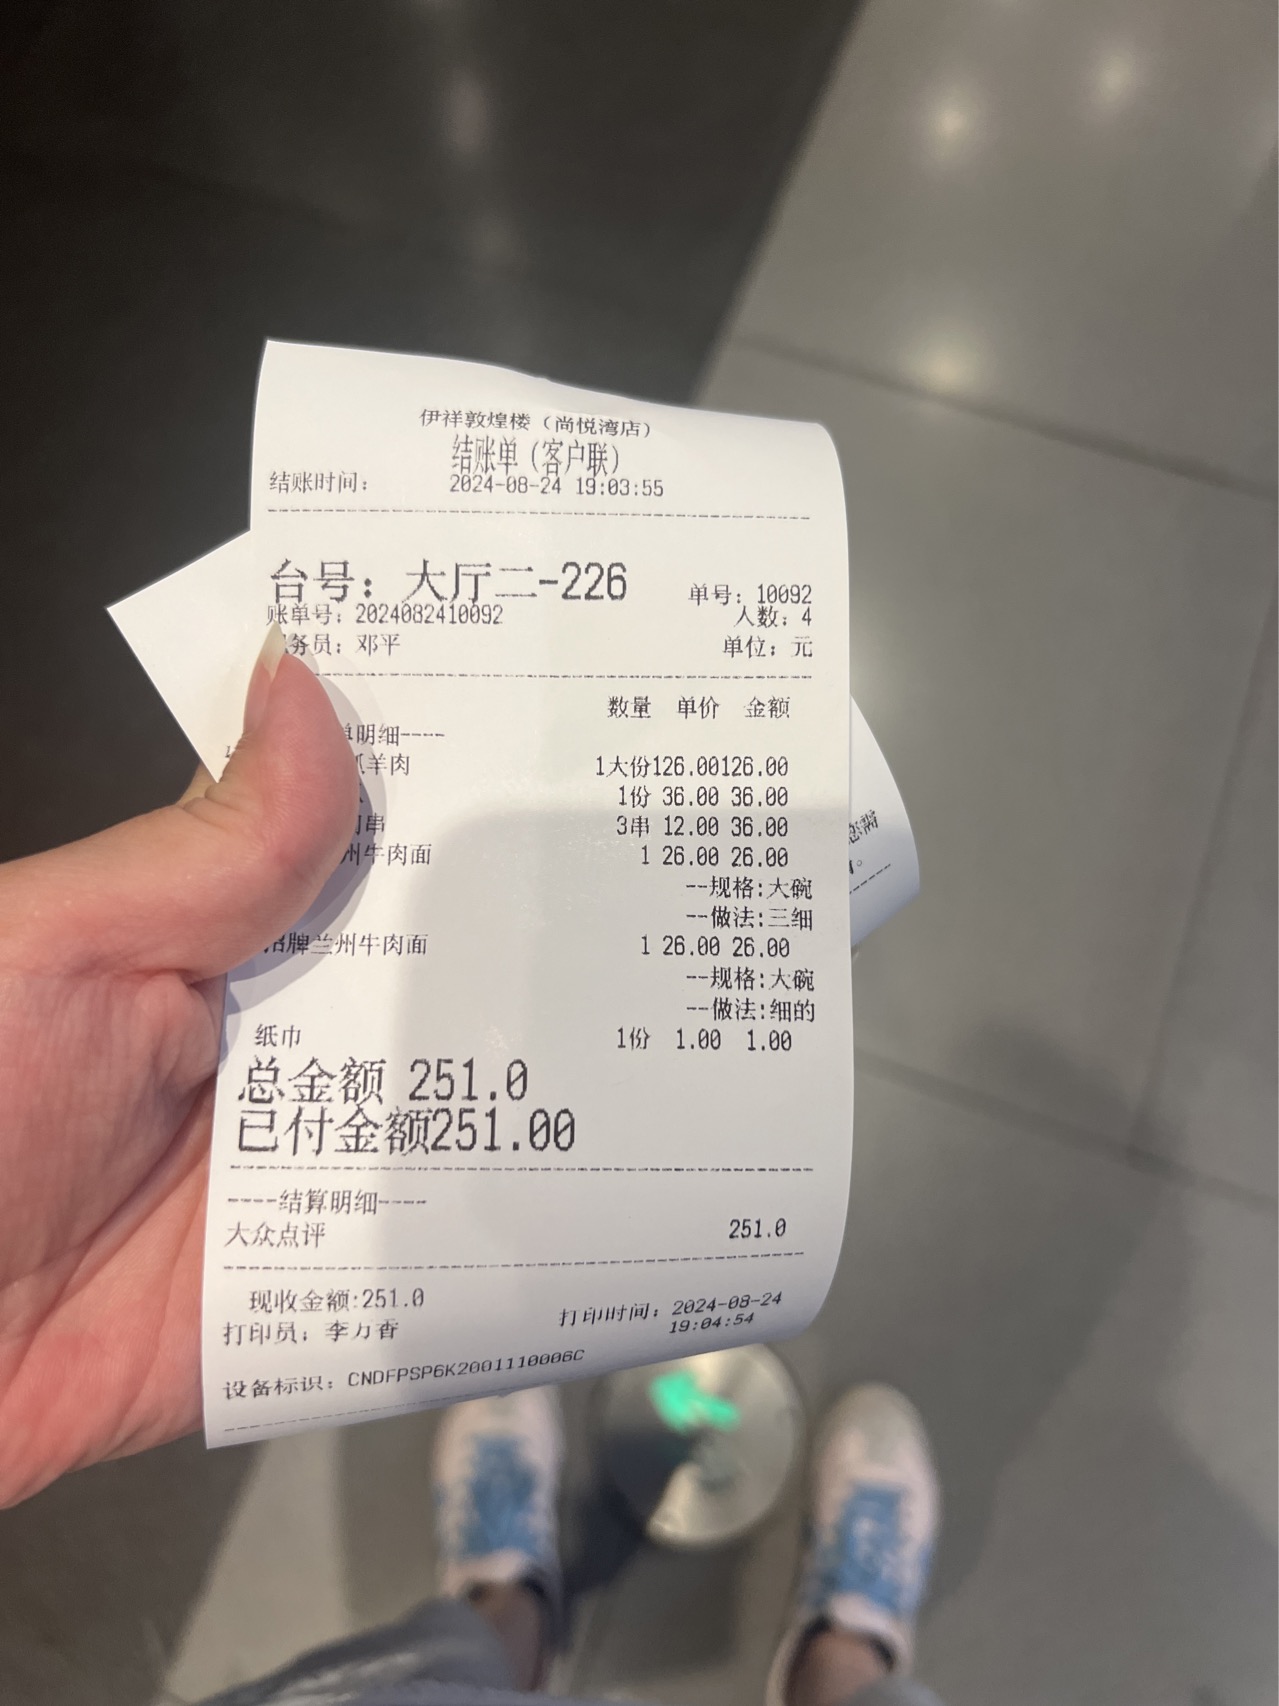 伊祥敦煌楼（尚悦湾店）
结账单（客户联）
结账时间： 2024-08-24 19:03:55
台号：大厅二-226 单号：10092
账单号：2024082410092 人数：4
务员：邓平 单位：元
数量 单价 金额
单明细----
羊肉 1大份126.00126.00
1份 36.00 36.00
串 3串 12.00 36.00
州牛肉面 1 26.00 26.00
--规格:大碗
--做法:三细
招牌兰州牛肉面 1 26.00 26.00
--规格:大碗
--做法:细的
纸巾 1份 1.00 1.00
总金额 251.0
已付金额251.00
----结算明细----
大众点评 251.0
现收金额:251.0
打印员：李万香 打印时间：2024-08-24
19:04:54
设备标识：CNDFPSP6K2001110006C